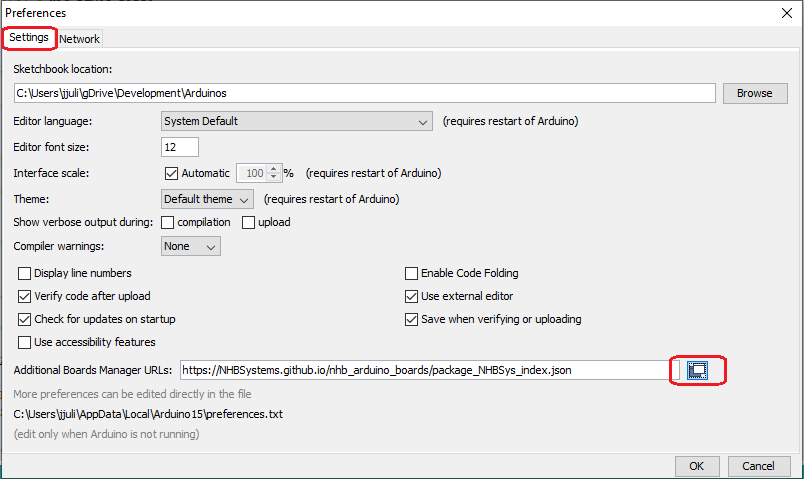 Preferences
Settings Network
Sketchbook location:
C:\Users\jjuli\gDrive\Development\Arduinos Browse
Editor language: System Default (requires restart of Arduino)
Editor font size: 12
Interface scale: Automatic 100 % (requires restart of Arduino)
Theme: Default theme (requires restart of Arduino)
Show verbose output during: compilation upload
Compiler warnings: None
Display line numbers Enable Code Folding
Verify code after upload Use external editor
Check for updates on startup Save when verifying or uploading
Use accessibility features
Additional Boards Manager URLs: https://NHBSystems.github.io/nhb_arduino_boards/package_NHBSys_index.json
More preferences can be edited directly in the file
C:\Users\jjuli\AppData\Local\Arduino15\preferences.txt
(edit only when Arduino is not running)
OK Cancel